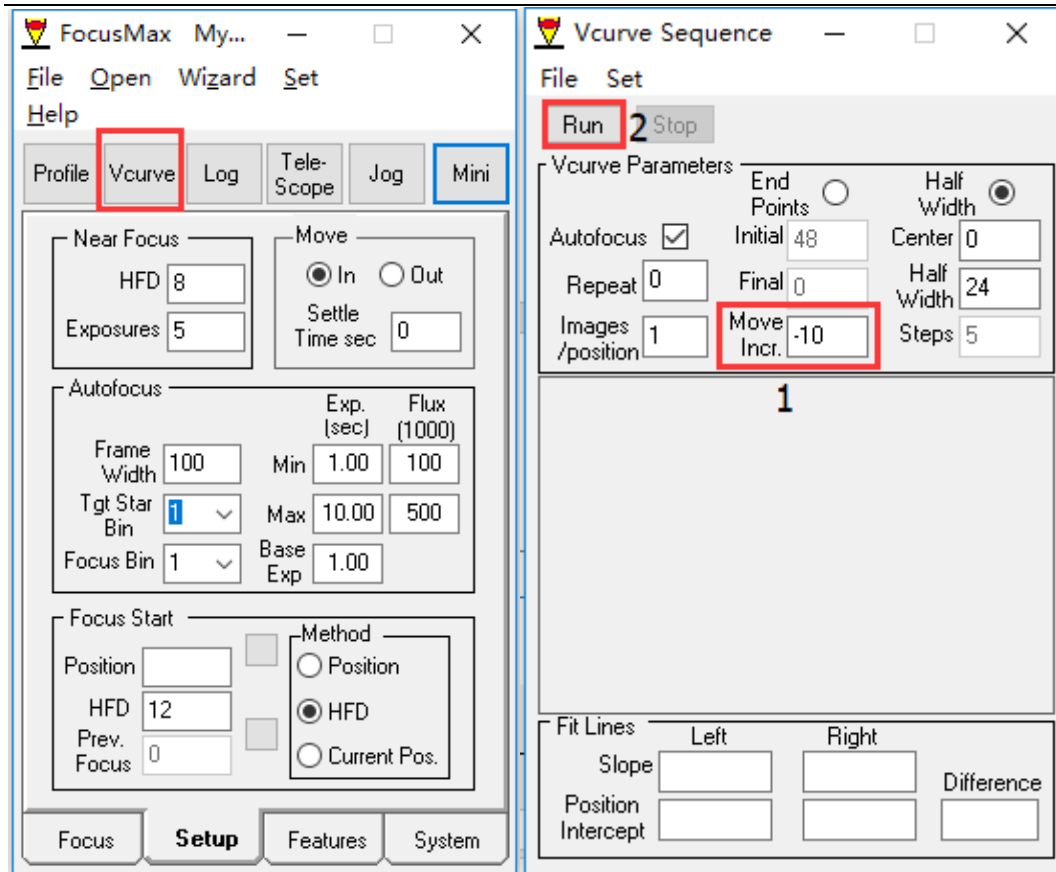 FocusMax My...
File Open Wizard Set
Help
Profile Vcurve Log Tele-Scope Jog Mini
Near Focus
HFD 8
Exposures 5
Move
In Out
Settle
Time sec 0
Autofocus
Exp. Flux
(sec) (1000)
Frame
Width 100 Min 1.00 100
Tgt Star
Bin 1 Max 10.00 500
Focus Bin 1 Base
Exp 1.00
Focus Start
Position
HFD 12
Prev.
Focus 0
Method
Position
HFD
Current Pos.
Focus Setup Features System
Vcurve Sequence
File Set
Run 2 Stop
Vcurve Parameters
End
Points
Half
Width
Autofocus Initial 48 Center 0
Repeat 0 Final 0 Half
Width 24
Images
/position 1 Move
Incr. -10 Steps 5
1
Fit Lines
Left Right
Slope
Difference
Position
Intercept